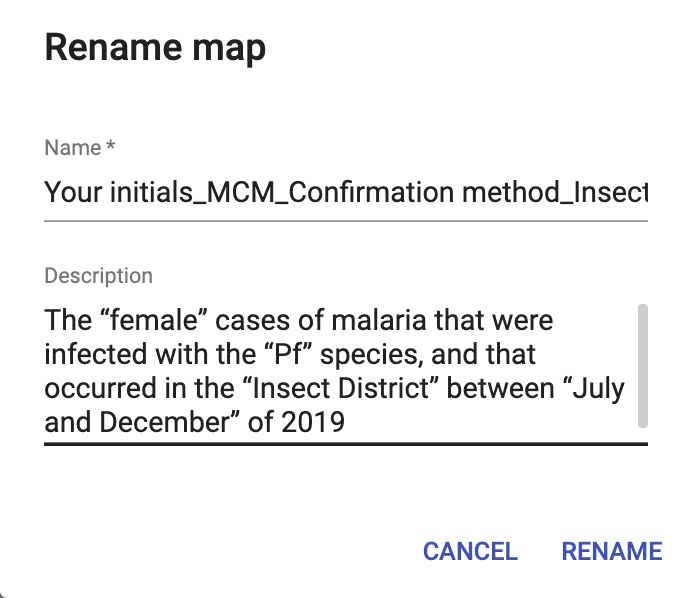 Rename map
Name *
Your initials_MCM_Confirmation method_Insect
Description
The “female” cases of malaria that were
infected with the “Pf” species, and that
occurred in the “Insect District” between “July
and December” of 2019
CANCEL RENAME